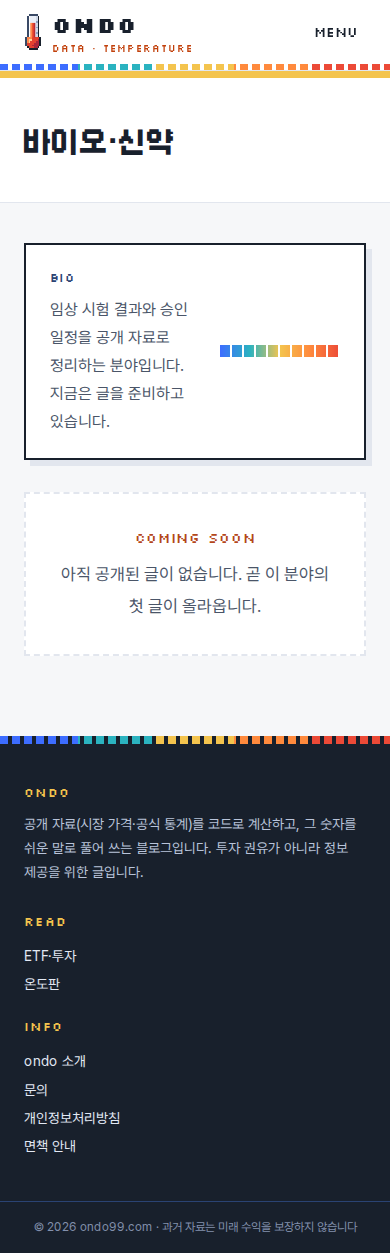 ONDO
DATA · TEMPERATURE
MENU
바이오·신약
BIO
임상 시험 결과와 승인
일정을 공개 자료로
정리하는 분야입니다.
지금은 글을 준비하고
있습니다.
COMING SOON
아직 공개된 글이 없습니다. 곧 이 분야의
첫 글이 올라옵니다.
ONDO
공개 자료(시장 가격·공식 통계)를 코드로 계산하고, 그 숫자를
쉬운 말로 풀어 쓰는 블로그입니다. 투자 권유가 아니라 정보
제공을 위한 글입니다.
READ
ETF·투자
온도판
INFO
ondo 소개
문의
개인정보처리방침
면책 안내
© 2026 ondo99.com · 과거 자료는 미래 수익을 보장하지 않습니다